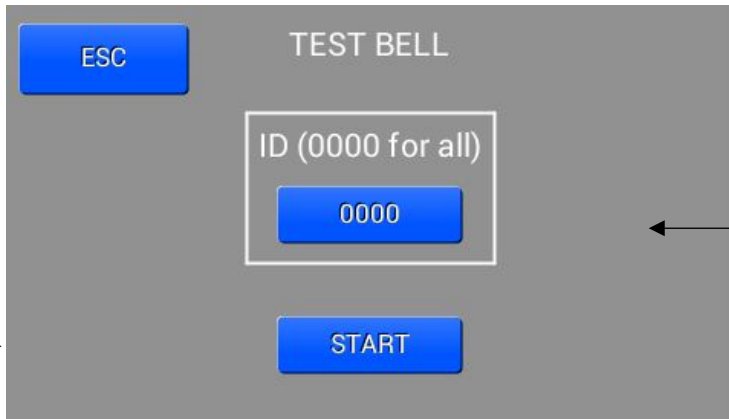 ESC
TEST BELL
ID (0000 for all)
0000
START